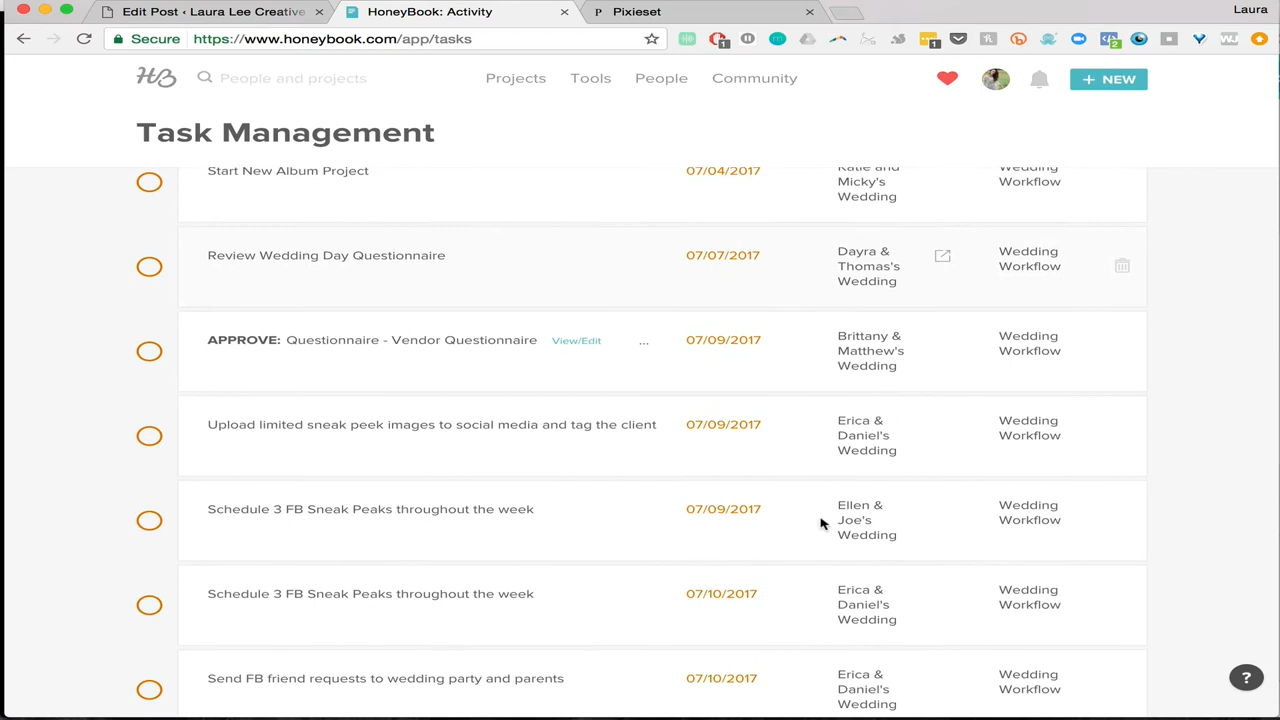 Edit Post ‹ Laura Lee Creative
HoneyBook: Activity
P Pixieset
Laura
Secure https://www.honeybook.com/app/tasks
1
1
2
HB
People and projects
Projects
Tools
People
Community
+ NEW
Task Management
Start New Album Project
07/04/2017
Katie and
Micky's
Wedding
Wedding
Workflow
Review Wedding Day Questionnaire
07/07/2017
Dayra &
Thomas's
Wedding
Wedding
Workflow
APPROVE: Questionnaire - Vendor Questionnaire View/Edit ...
07/09/2017
Brittany &
Matthew's
Wedding
Wedding
Workflow
Upload limited sneak peek images to social media and tag the client
07/09/2017
Erica &
Daniel's
Wedding
Wedding
Workflow
Schedule 3 FB Sneak Peaks throughout the week
07/09/2017
Ellen &
Joe's
Wedding
Wedding
Workflow
Schedule 3 FB Sneak Peaks throughout the week
07/10/2017
Erica &
Daniel's
Wedding
Wedding
Workflow
Send FB friend requests to wedding party and parents
07/10/2017
Erica &
Daniel's
Wedding
Wedding
Workflow
?